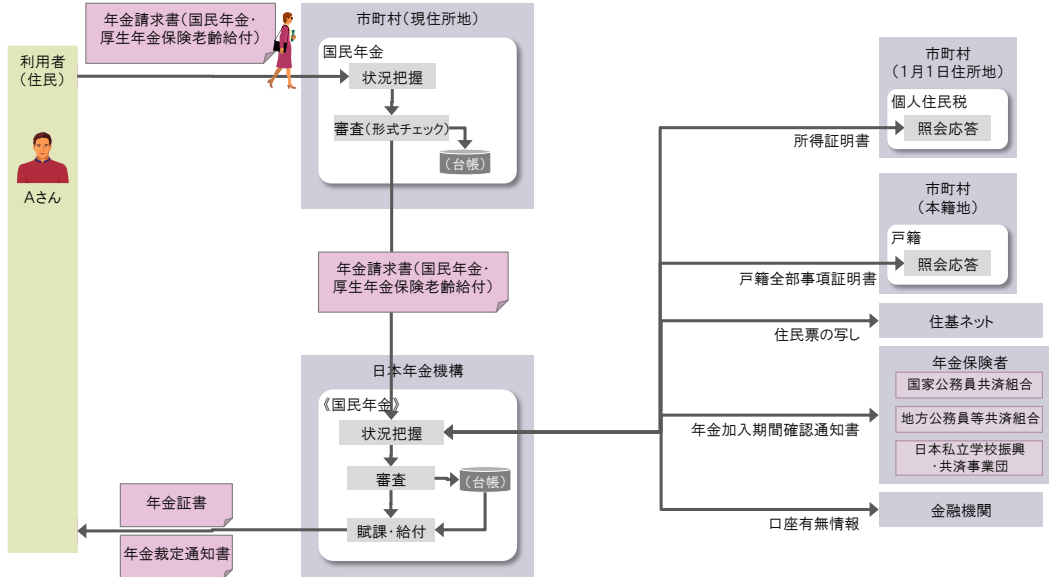 年金請求書(国民年金・
厚生年金保険老齢給付)
利用者
(住民)
Aさん
市町村(現住所地)
国民年金
状況把握
審査(形式チェック)
(台帳)
年金請求書(国民年金・
厚生年金保険老齢給付)
日本年金機構
《国民年金》
状況把握
審査
(台帳)
賦課・給付
年金証書
年金裁定通知書
市町村
(1月1日住所地)
個人住民税
照会応答
所得証明書
市町村
(本籍地)
戸籍
照会応答
戸籍全部事項証明書
住基ネット
住民票の写し
年金保険者
国家公務員共済組合
地方公務員等共済組合
日本私立学校振興
・共済事業団
年金加入期間確認通知書
金融機関
口座有無情報